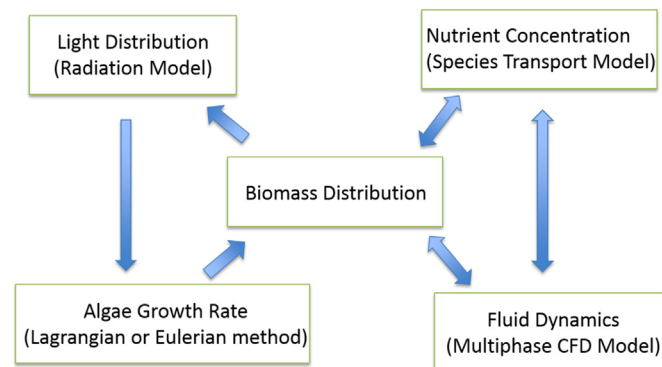 Light Distribution
(Radiation Model)
Nutrient Concentration
(Species Transport Model)
Biomass Distribution
Algae Growth Rate
(Lagrangian or Eulerian method)
Fluid Dynamics
(Multiphase CFD Model)